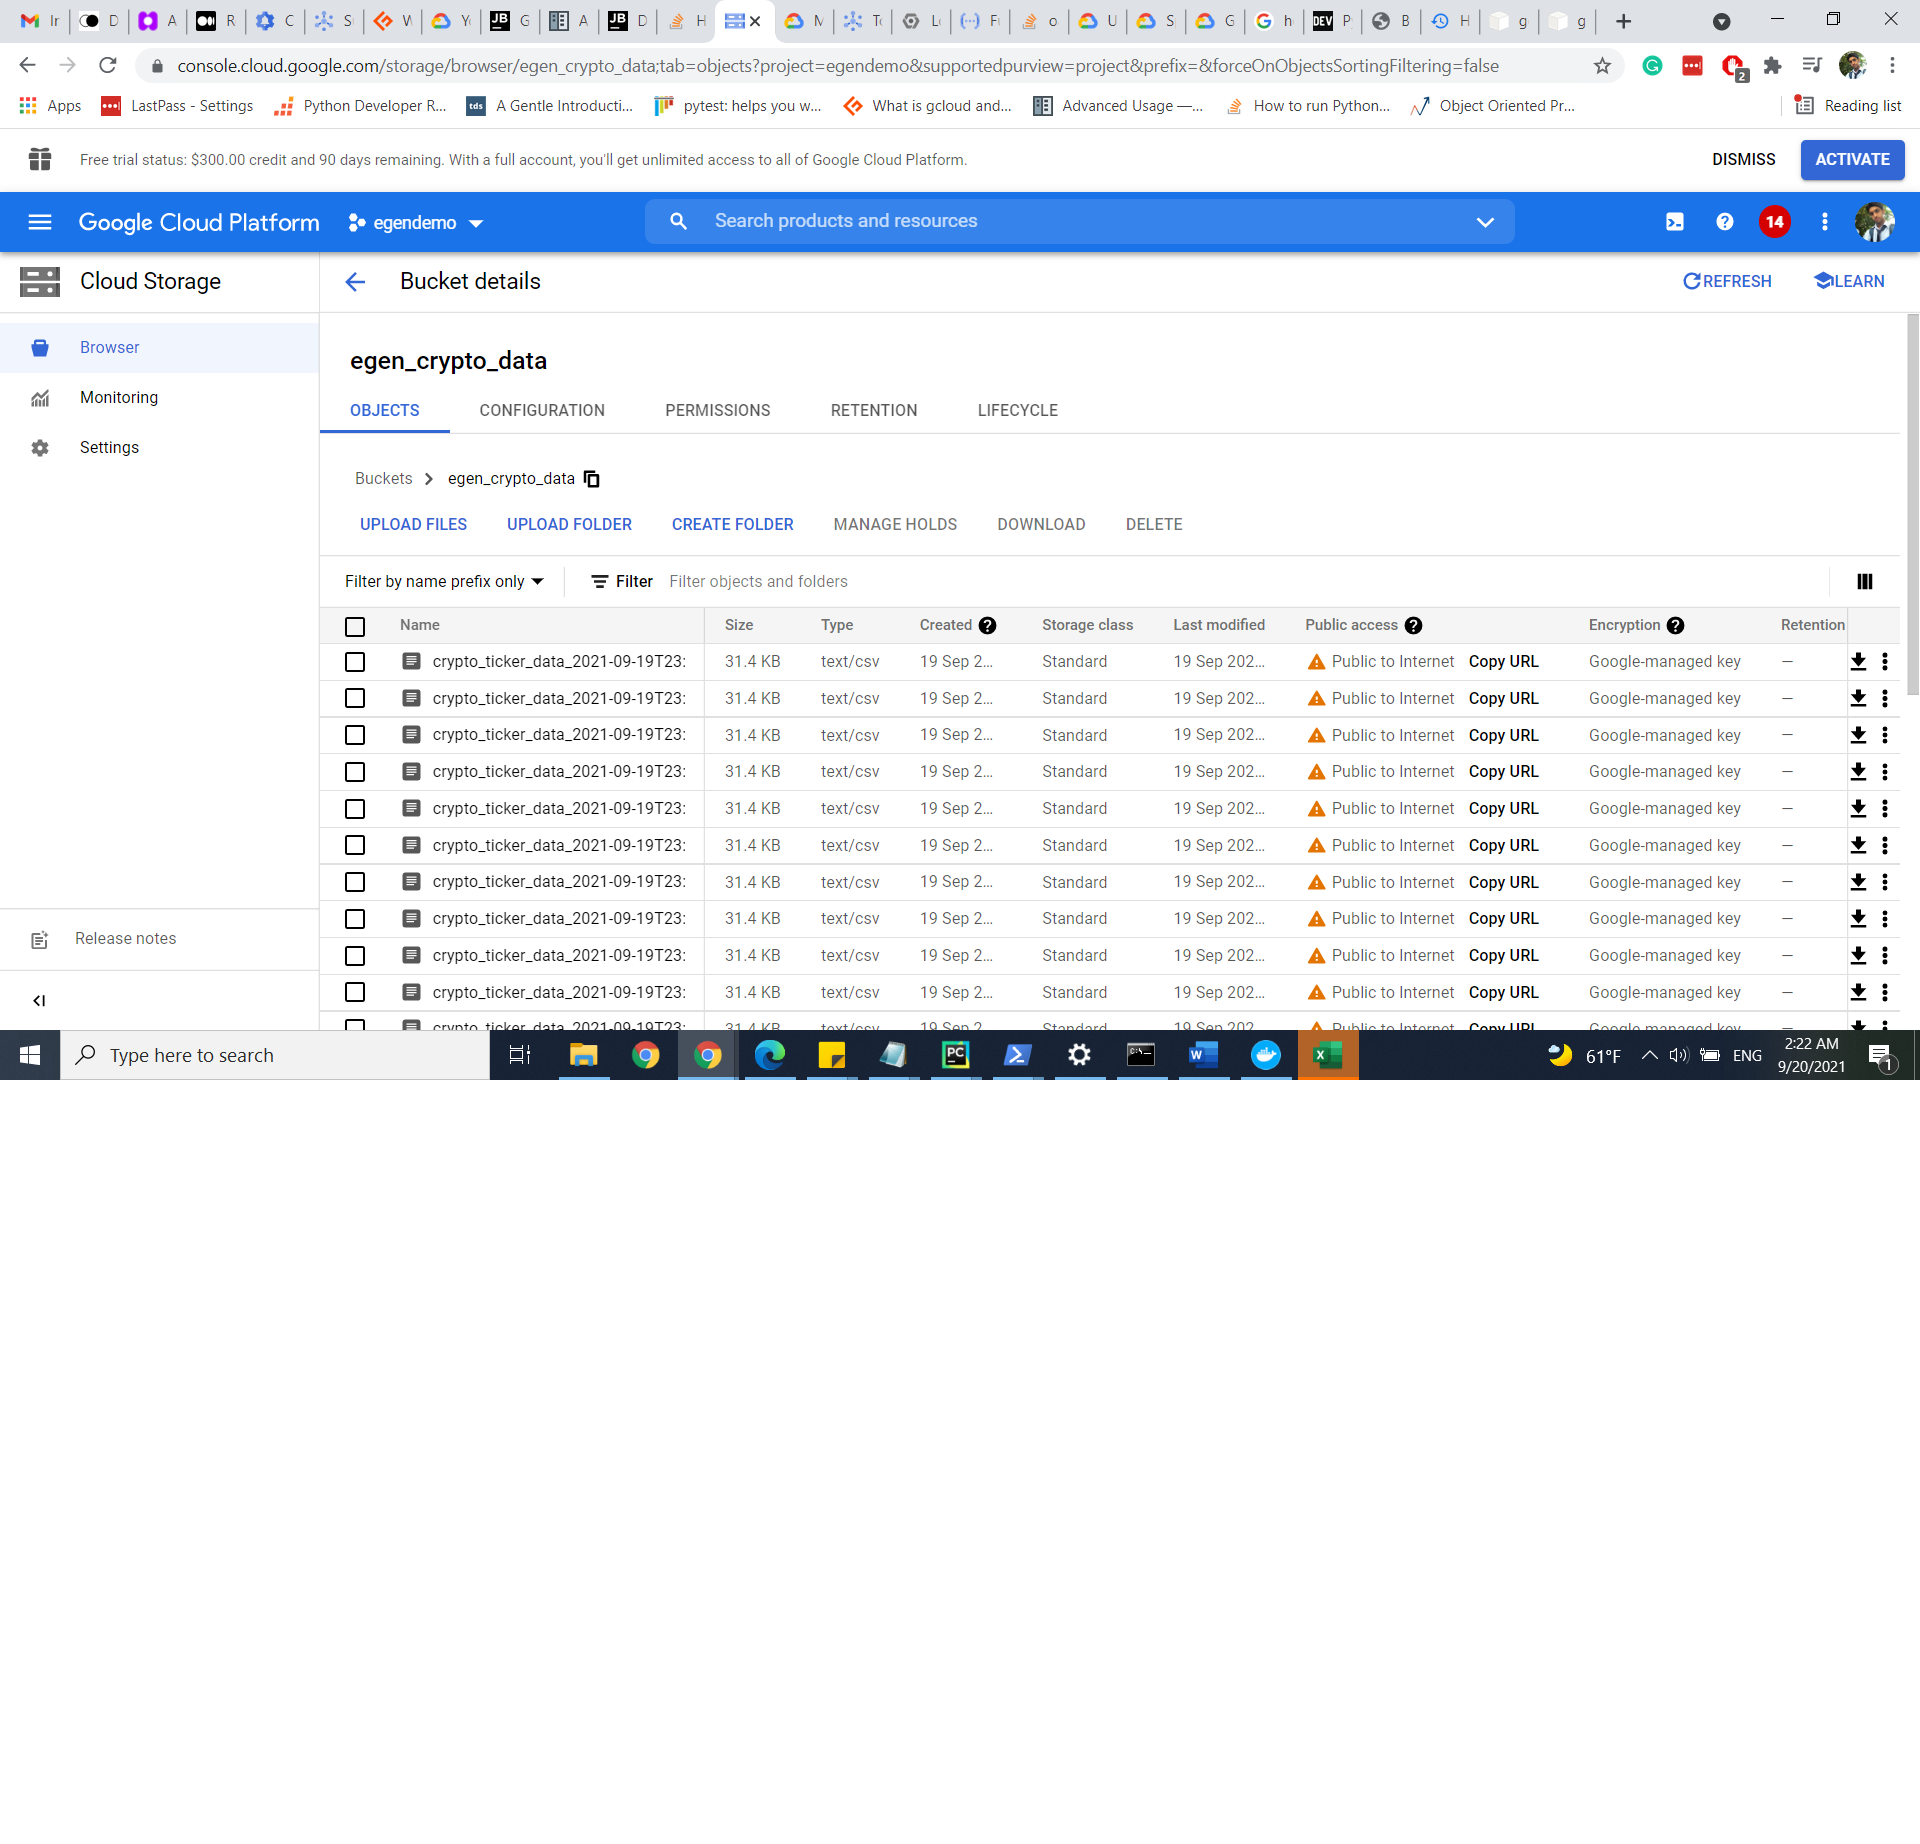 Ir D A R C S V Y G A D H M T L F o U S G h P B H g g
console.cloud.google.com/storage/browser/egen_crypto_data;tab=objects?project=egendemo&supportedpurview=project&prefix=&forceOnObjectsSortingFiltering=false 2
Apps LastPass - Settings Python Developer R... A Gentle Introducti... pytest: helps you w... What is gcloud and... Advanced Usage —... How to run Python... Object Oriented Pr... Reading list
Free trial status: $300.00 credit and 90 days remaining. With a full account, you'll get unlimited access to all of Google Cloud Platform. DISMISS ACTIVATE
Google Cloud Platform egendemo Search products and resources 14
Cloud Storage Bucket details REFRESH LEARN
Browser
egen_crypto_data
Monitoring
OBJECTS CONFIGURATION PERMISSIONS RETENTION LIFECYCLE
Settings
Buckets egen_crypto_data
UPLOAD FILES UPLOAD FOLDER CREATE FOLDER MANAGE HOLDS DOWNLOAD DELETE
Filter by name prefix only Filter Filter objects and folders
Name Size Type Created Storage class Last modified Public access Encryption Retention
crypto_ticker_data_2021-09-19T23: 31.4 KB text/csv 19 Sep 2... Standard 19 Sep 202... Public to Internet Copy URL Google-managed key —
crypto_ticker_data_2021-09-19T23: 31.4 KB text/csv 19 Sep 2... Standard 19 Sep 202... Public to Internet Copy URL Google-managed key —
crypto_ticker_data_2021-09-19T23: 31.4 KB text/csv 19 Sep 2... Standard 19 Sep 202... Public to Internet Copy URL Google-managed key —
crypto_ticker_data_2021-09-19T23: 31.4 KB text/csv 19 Sep 2... Standard 19 Sep 202... Public to Internet Copy URL Google-managed key —
crypto_ticker_data_2021-09-19T23: 31.4 KB text/csv 19 Sep 2... Standard 19 Sep 202... Public to Internet Copy URL Google-managed key —
crypto_ticker_data_2021-09-19T23: 31.4 KB text/csv 19 Sep 2... Standard 19 Sep 202... Public to Internet Copy URL Google-managed key —
crypto_ticker_data_2021-09-19T23: 31.4 KB text/csv 19 Sep 2... Standard 19 Sep 202... Public to Internet Copy URL Google-managed key —
crypto_ticker_data_2021-09-19T23: 31.4 KB text/csv 19 Sep 2... Standard 19 Sep 202... Public to Internet Copy URL Google-managed key —
crypto_ticker_data_2021-09-19T23: 31.4 KB text/csv 19 Sep 2... Standard 19 Sep 202... Public to Internet Copy URL Google-managed key —
crypto_ticker_data_2021-09-19T23: 31.4 KB text/csv 19 Sep 2... Standard 19 Sep 202... Public to Internet Copy URL Google-managed key —
crypto_ticker_data_2021-09-19T23: 31.4 KB text/csv 19 Sep 2... Standard 19 Sep 202... Public to Internet Copy URL Google-managed key
Release notes
Type here to search 61°F ENG 2:22 AM
9/20/2021 1